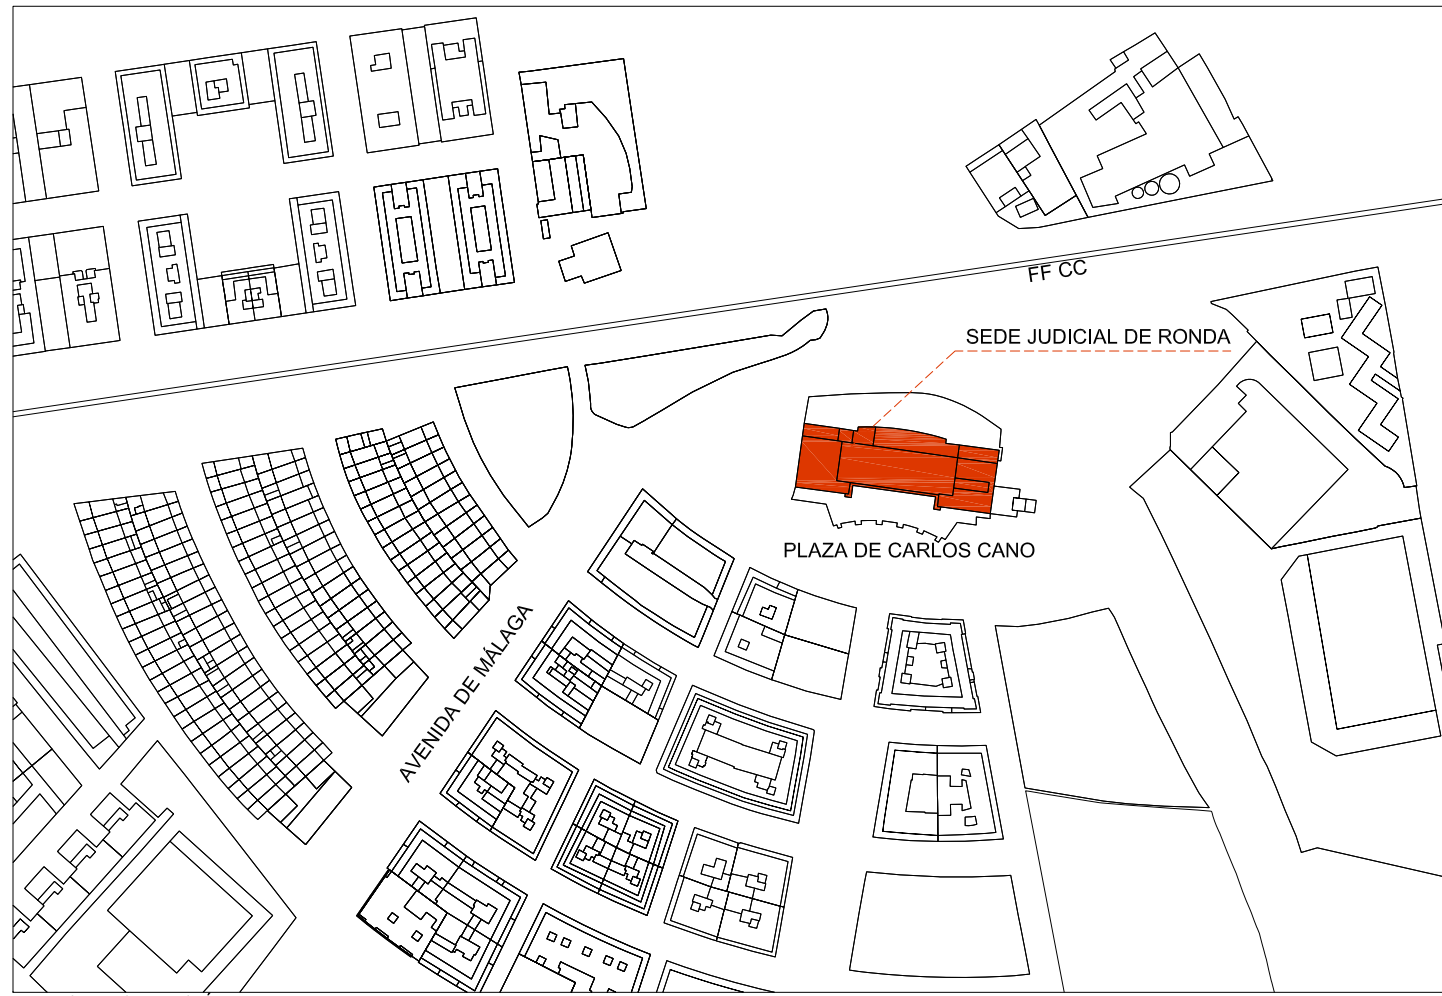 FF CC
SEDE JUDICIAL DE RONDA
PLAZA DE CARLOS CANO
AVENIDA DE MÁLAGA